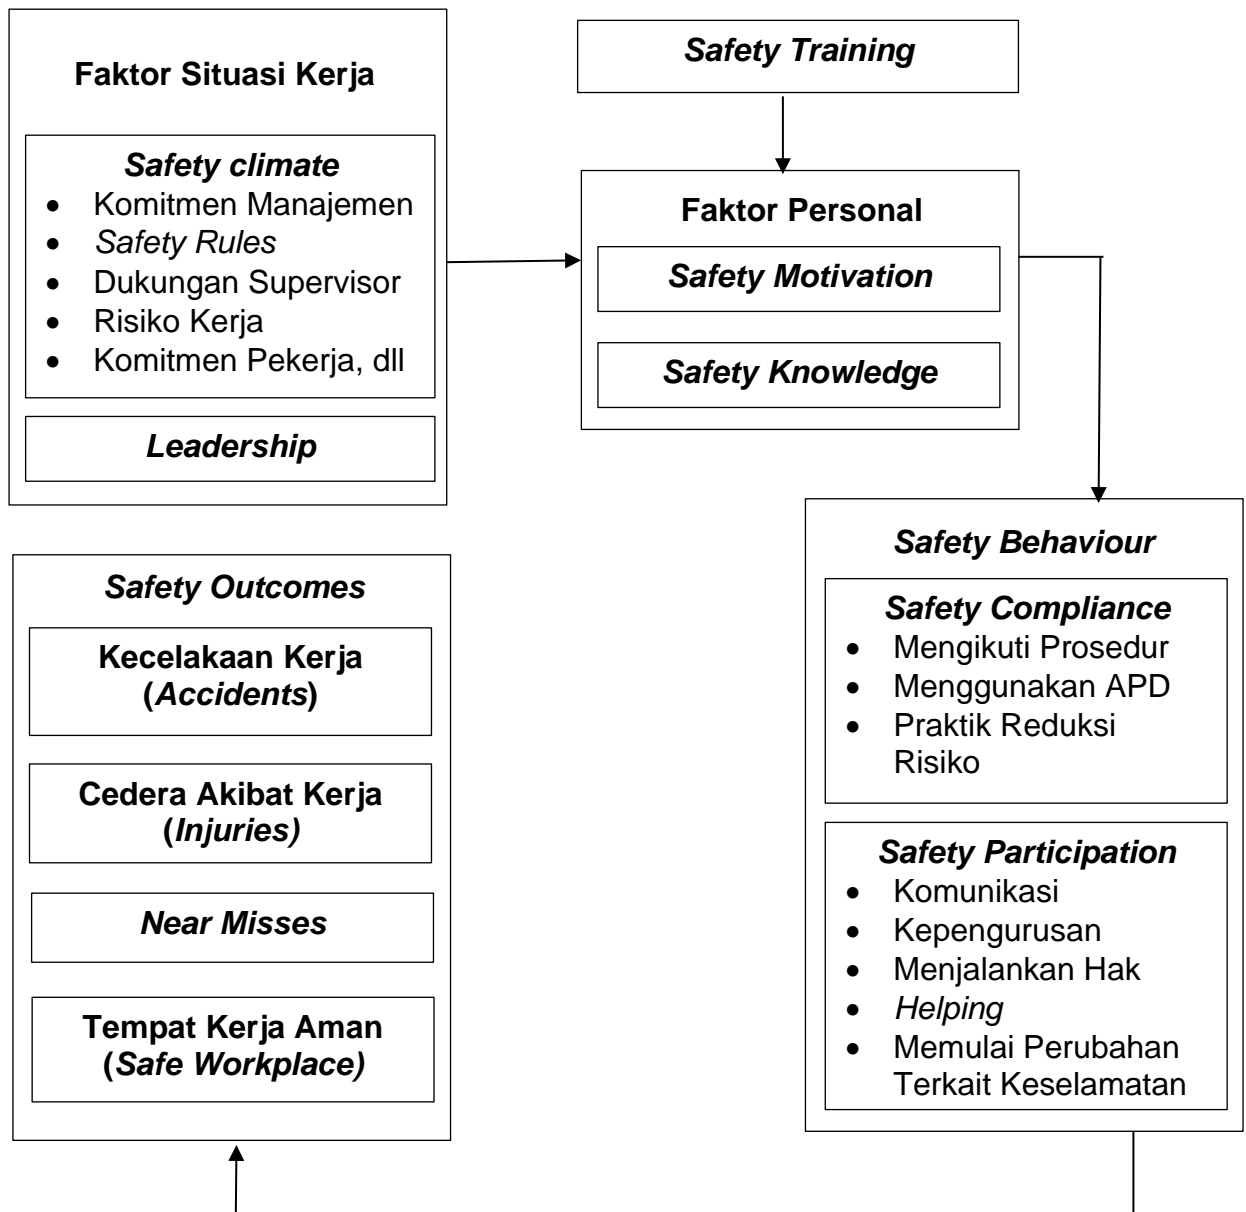 Faktor Situasi Kerja
Safety climate
• Komitmen Manajemen
• Safety Rules
• Dukungan Supervisor
• Risiko Kerja
• Komitmen Pekerja, dll
Leadership
Safety Training
Faktor Personal
Safety Motivation
Safety Knowledge
Safety Behaviour
Safety Compliance
• Mengikuti Prosedur
• Menggunakan APD
• Praktik Reduksi
Risiko
Safety Participation
• Komunikasi
• Kepengurusan
• Menjalankan Hak
• Helping
• Memulai Perubahan
Terkait Keselamatan
Safety Outcomes
Kecelakaan Kerja
(Accidents)
Cedera Akibat Kerja
(Injuries)
Near Misses
Tempat Kerja Aman
(Safe Workplace)